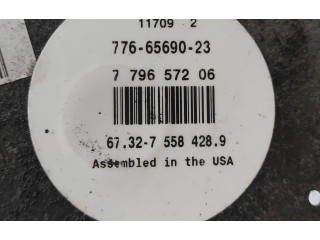 11709 2
776-65690-23
7 796 572 06
67.32-7 558 428.9
Assembled in the USA